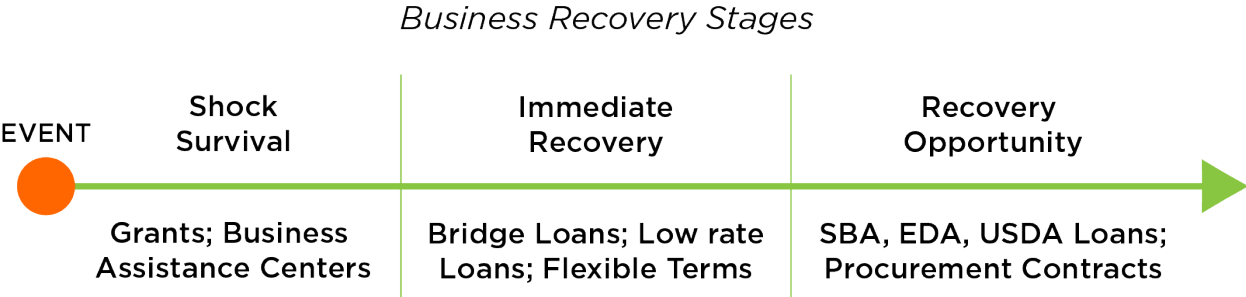 Business Recovery Stages
EVENT
Shock
Survival
Immediate
Recovery
Recovery
Opportunity
Grants; Business
Assistance Centers
Bridge Loans; Low rate
Loans; Flexible Terms
SBA, EDA, USDA Loans;
Procurement Contracts